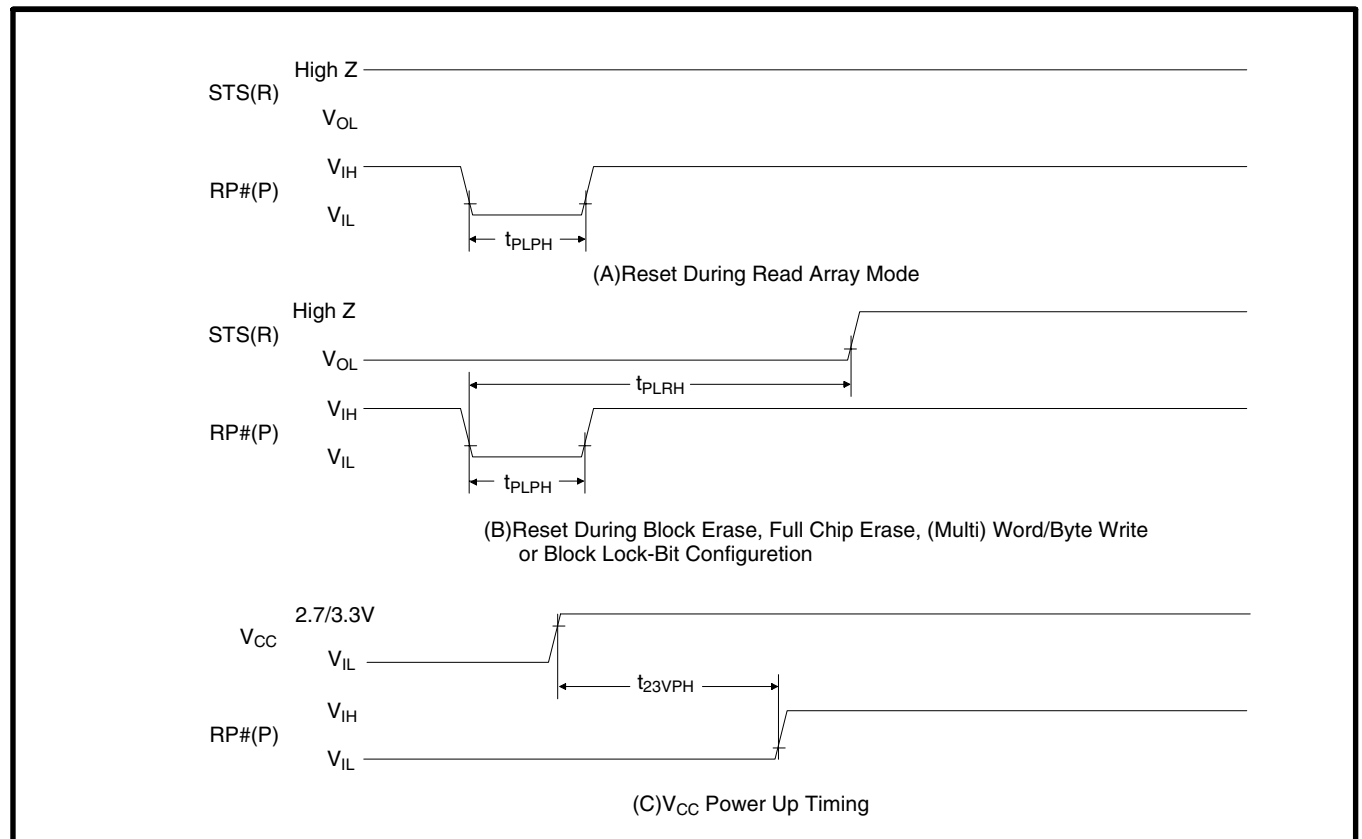 High Z
STS(R)
VOL
VIH
RP#(P)
VIL
tPLPH
(A)Reset During Read Array Mode
High Z
STS(R)
VOL
tPLRH
VIH
RP#(P)
VIL
tPLPH
(B)Reset During Block Erase, Full Chip Erase, (Multi) Word/Byte Write
or Block Lock-Bit Configuretion
2.7/3.3V
VCC
VIL
t23VPH
VIH
RP#(P)
VIL
(C)VCC Power Up Timing